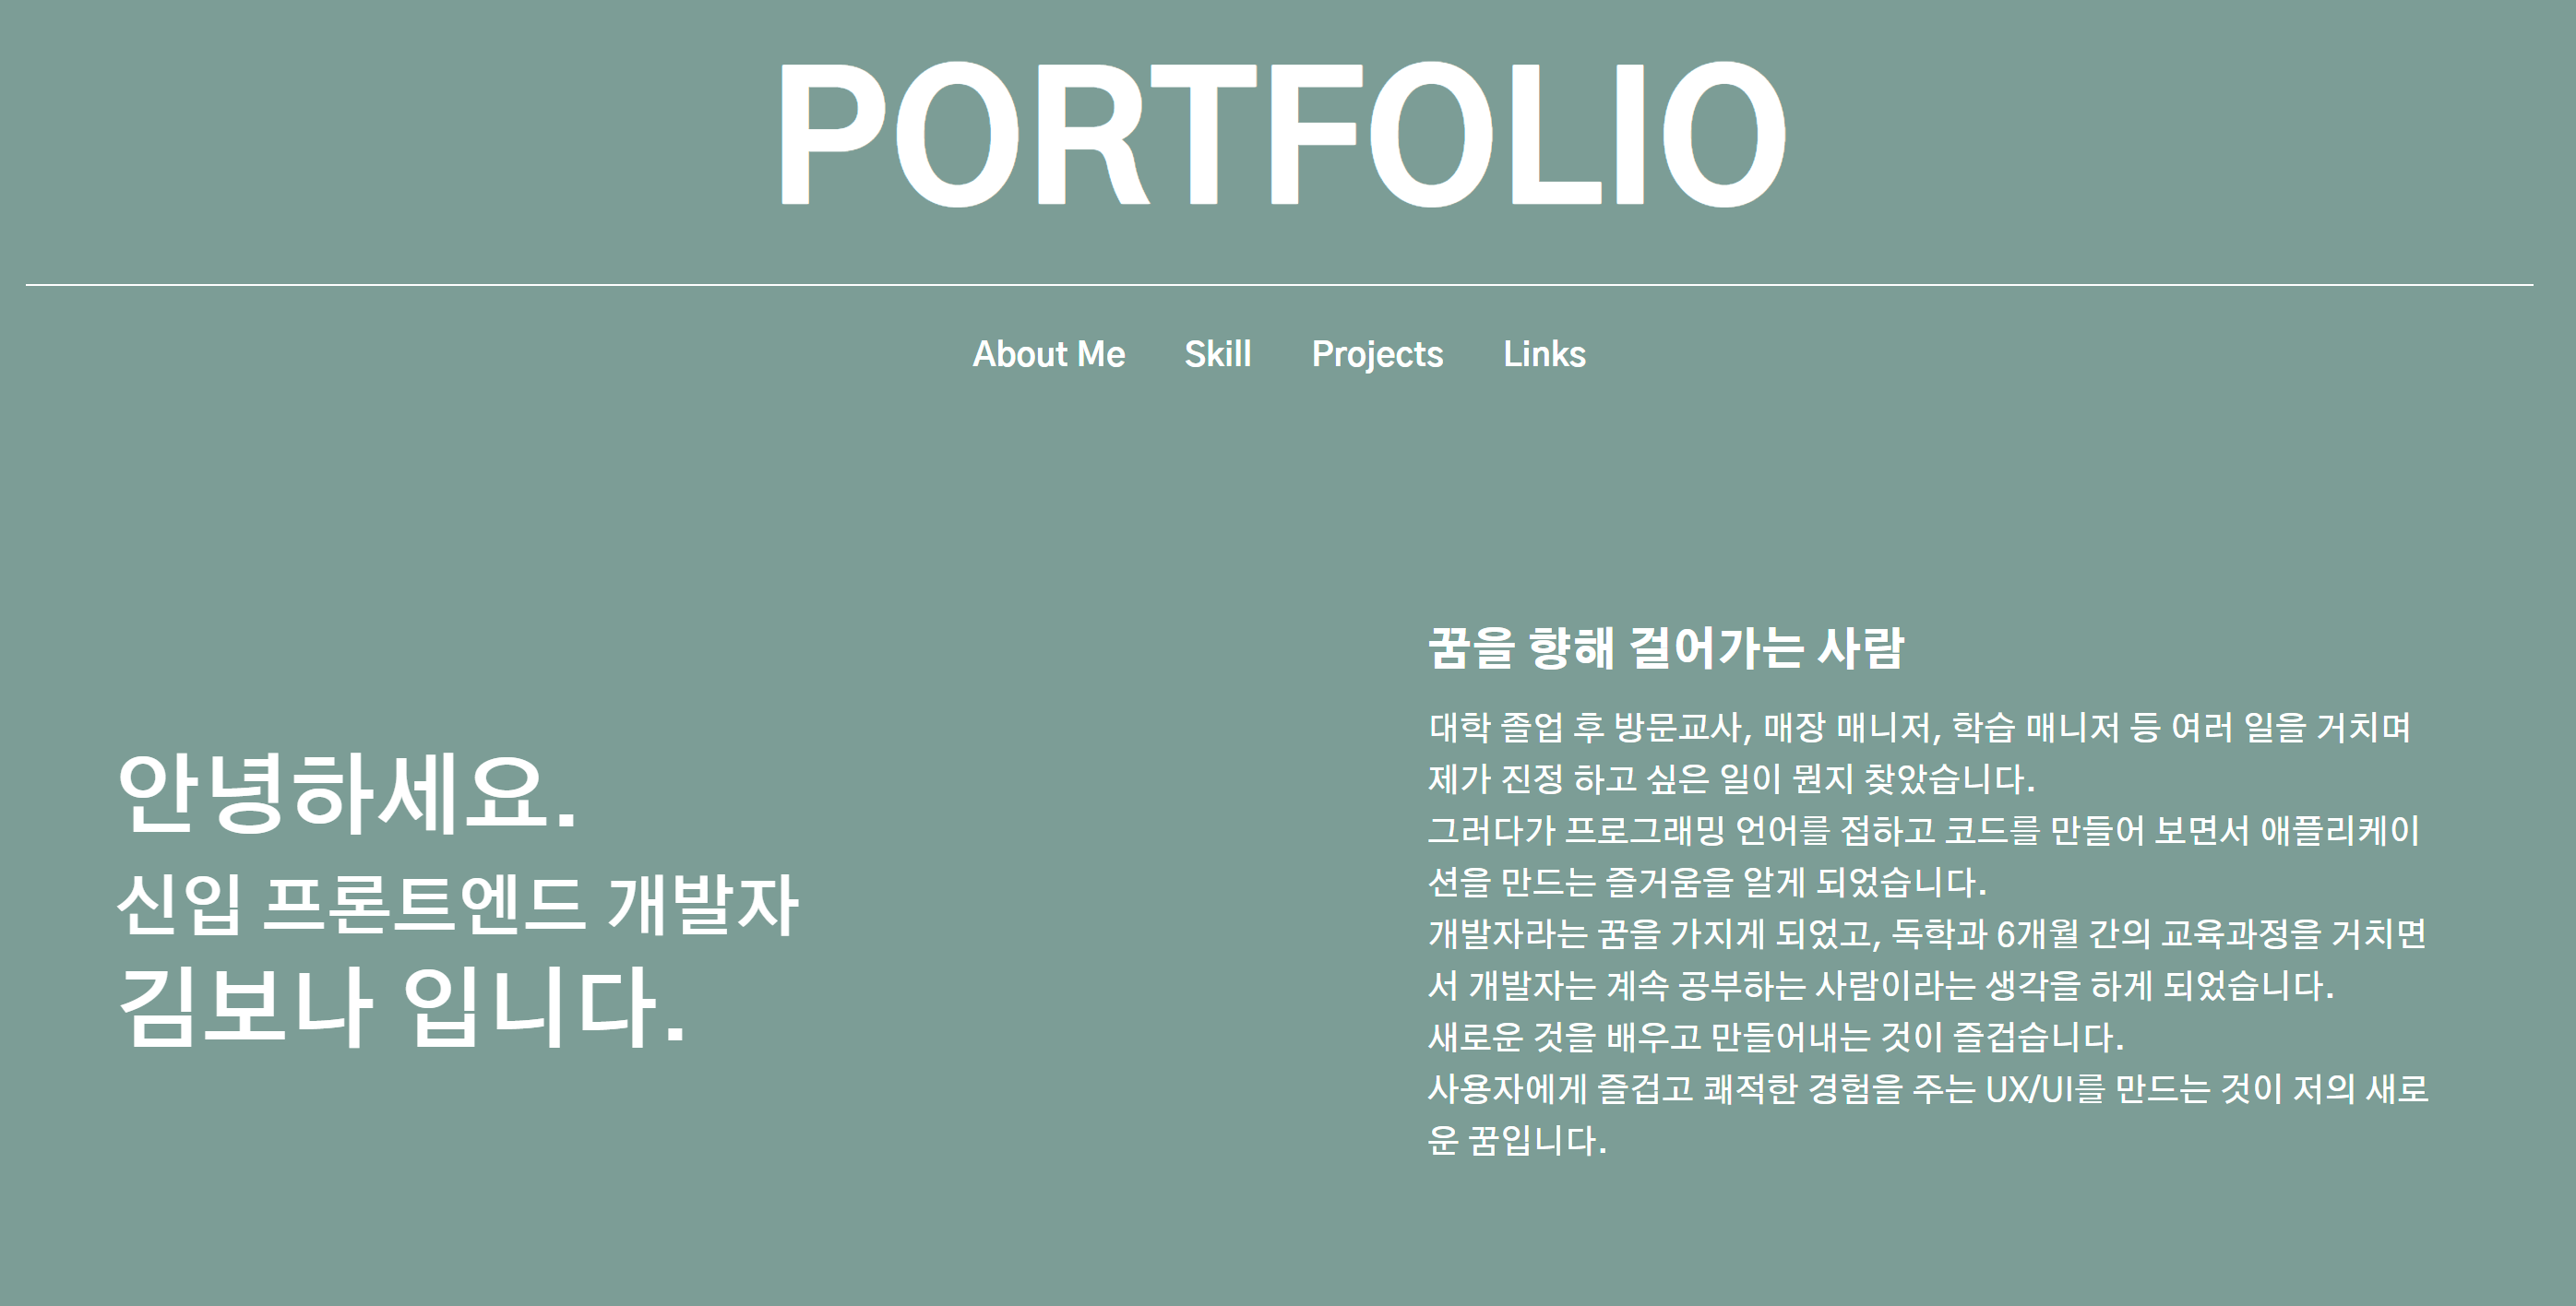 PORTFOLIO
About Me Skill Projects Links
안녕하세요.
신입 프론트엔드 개발자
김보나 입니다.
꿈을 향해 걸어가는 사람
대학 졸업 후 방문교사, 매장 매니저, 학습 매니저 등 여러 일을 거치며
제가 진정 하고 싶은 일이 뭔지 찾았습니다.
그러다가 프로그래밍 언어를 접하고 코드를 만들어 보면서 애플리케이
션을 만드는 즐거움을 알게 되었습니다.
개발자라는 꿈을 가지게 되었고, 독학과 6개월 간의 교육과정을 거치면
서 개발자는 계속 공부하는 사람이라는 생각을 하게 되었습니다.
새로운 것을 배우고 만들어내는 것이 즐겁습니다.
사용자에게 즐겁고 쾌적한 경험을 주는 UX/UI를 만드는 것이 저의 새로
운 꿈입니다.